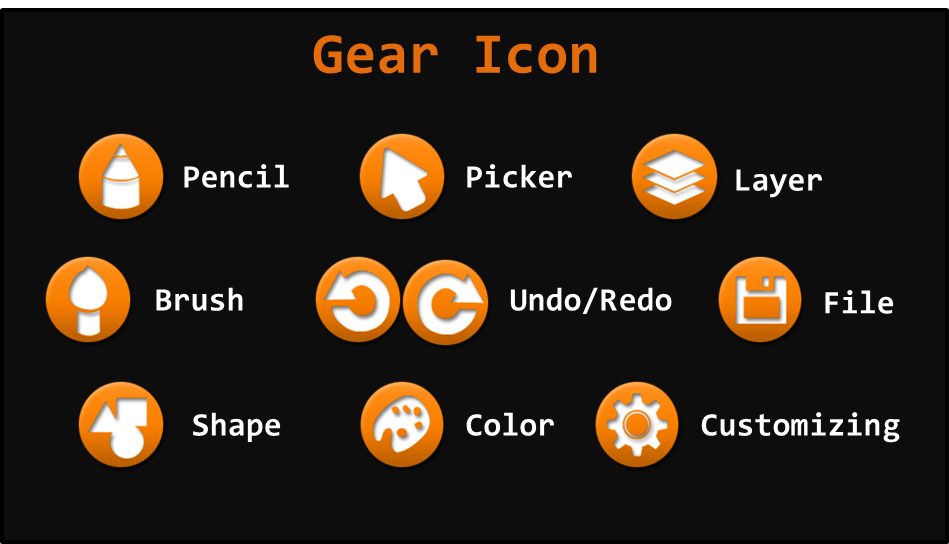 Gear Icon
Pencil
Picker
Layer
Brush
Undo/Redo
File
Shape
Color
Customizing